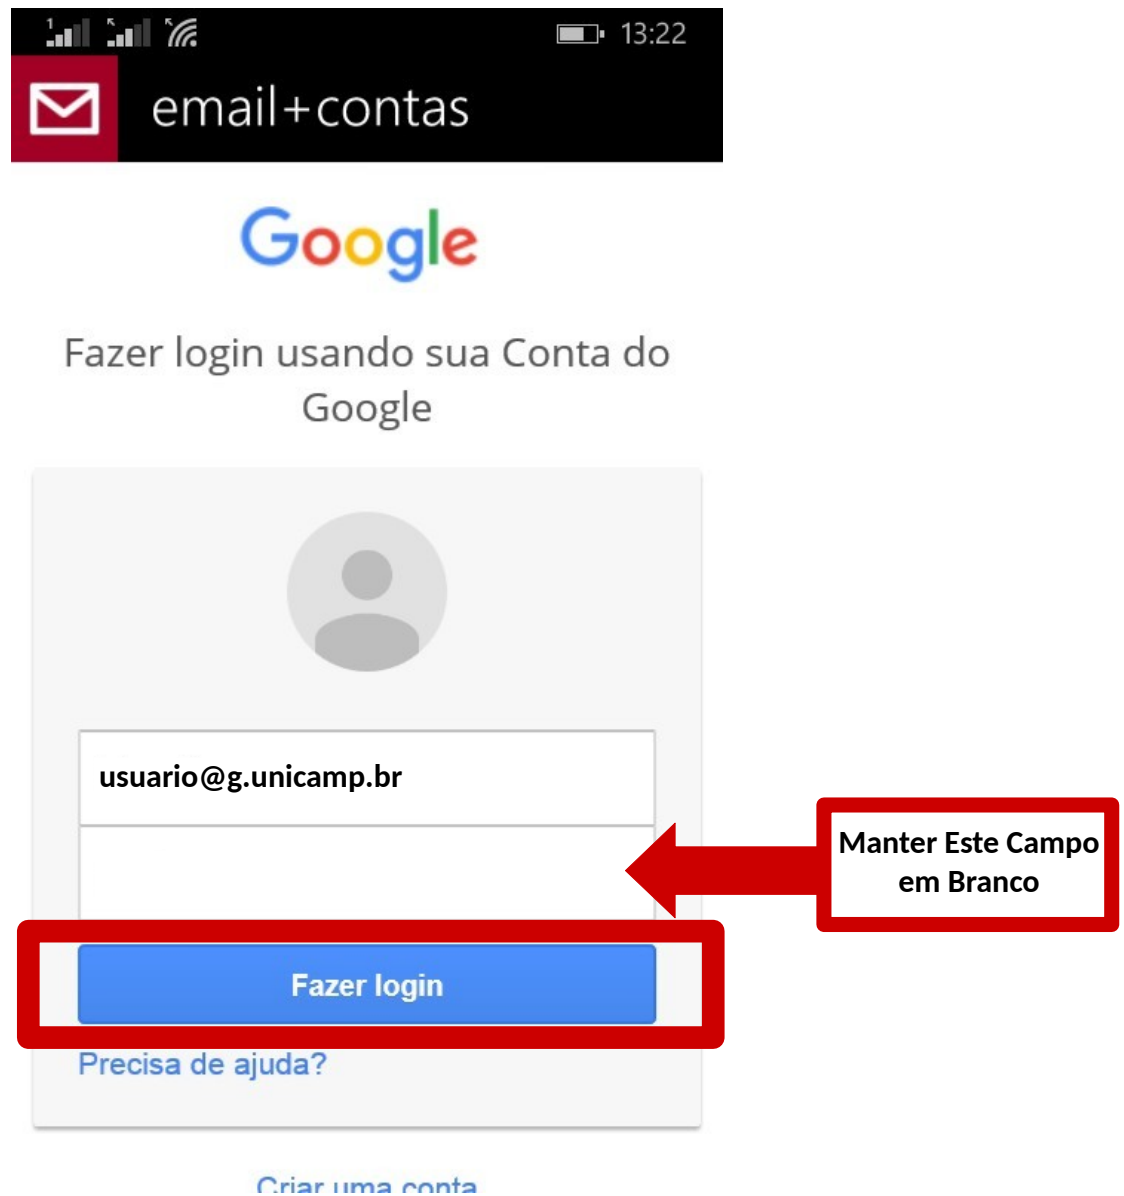 1
13:22
email+contas
Google
Fazer login usando sua Conta do
Google
usuario@g.unicamp.br
Manter Este Campo
em Branco
Fazer login
Precisa de ajuda?
Criar uma conta